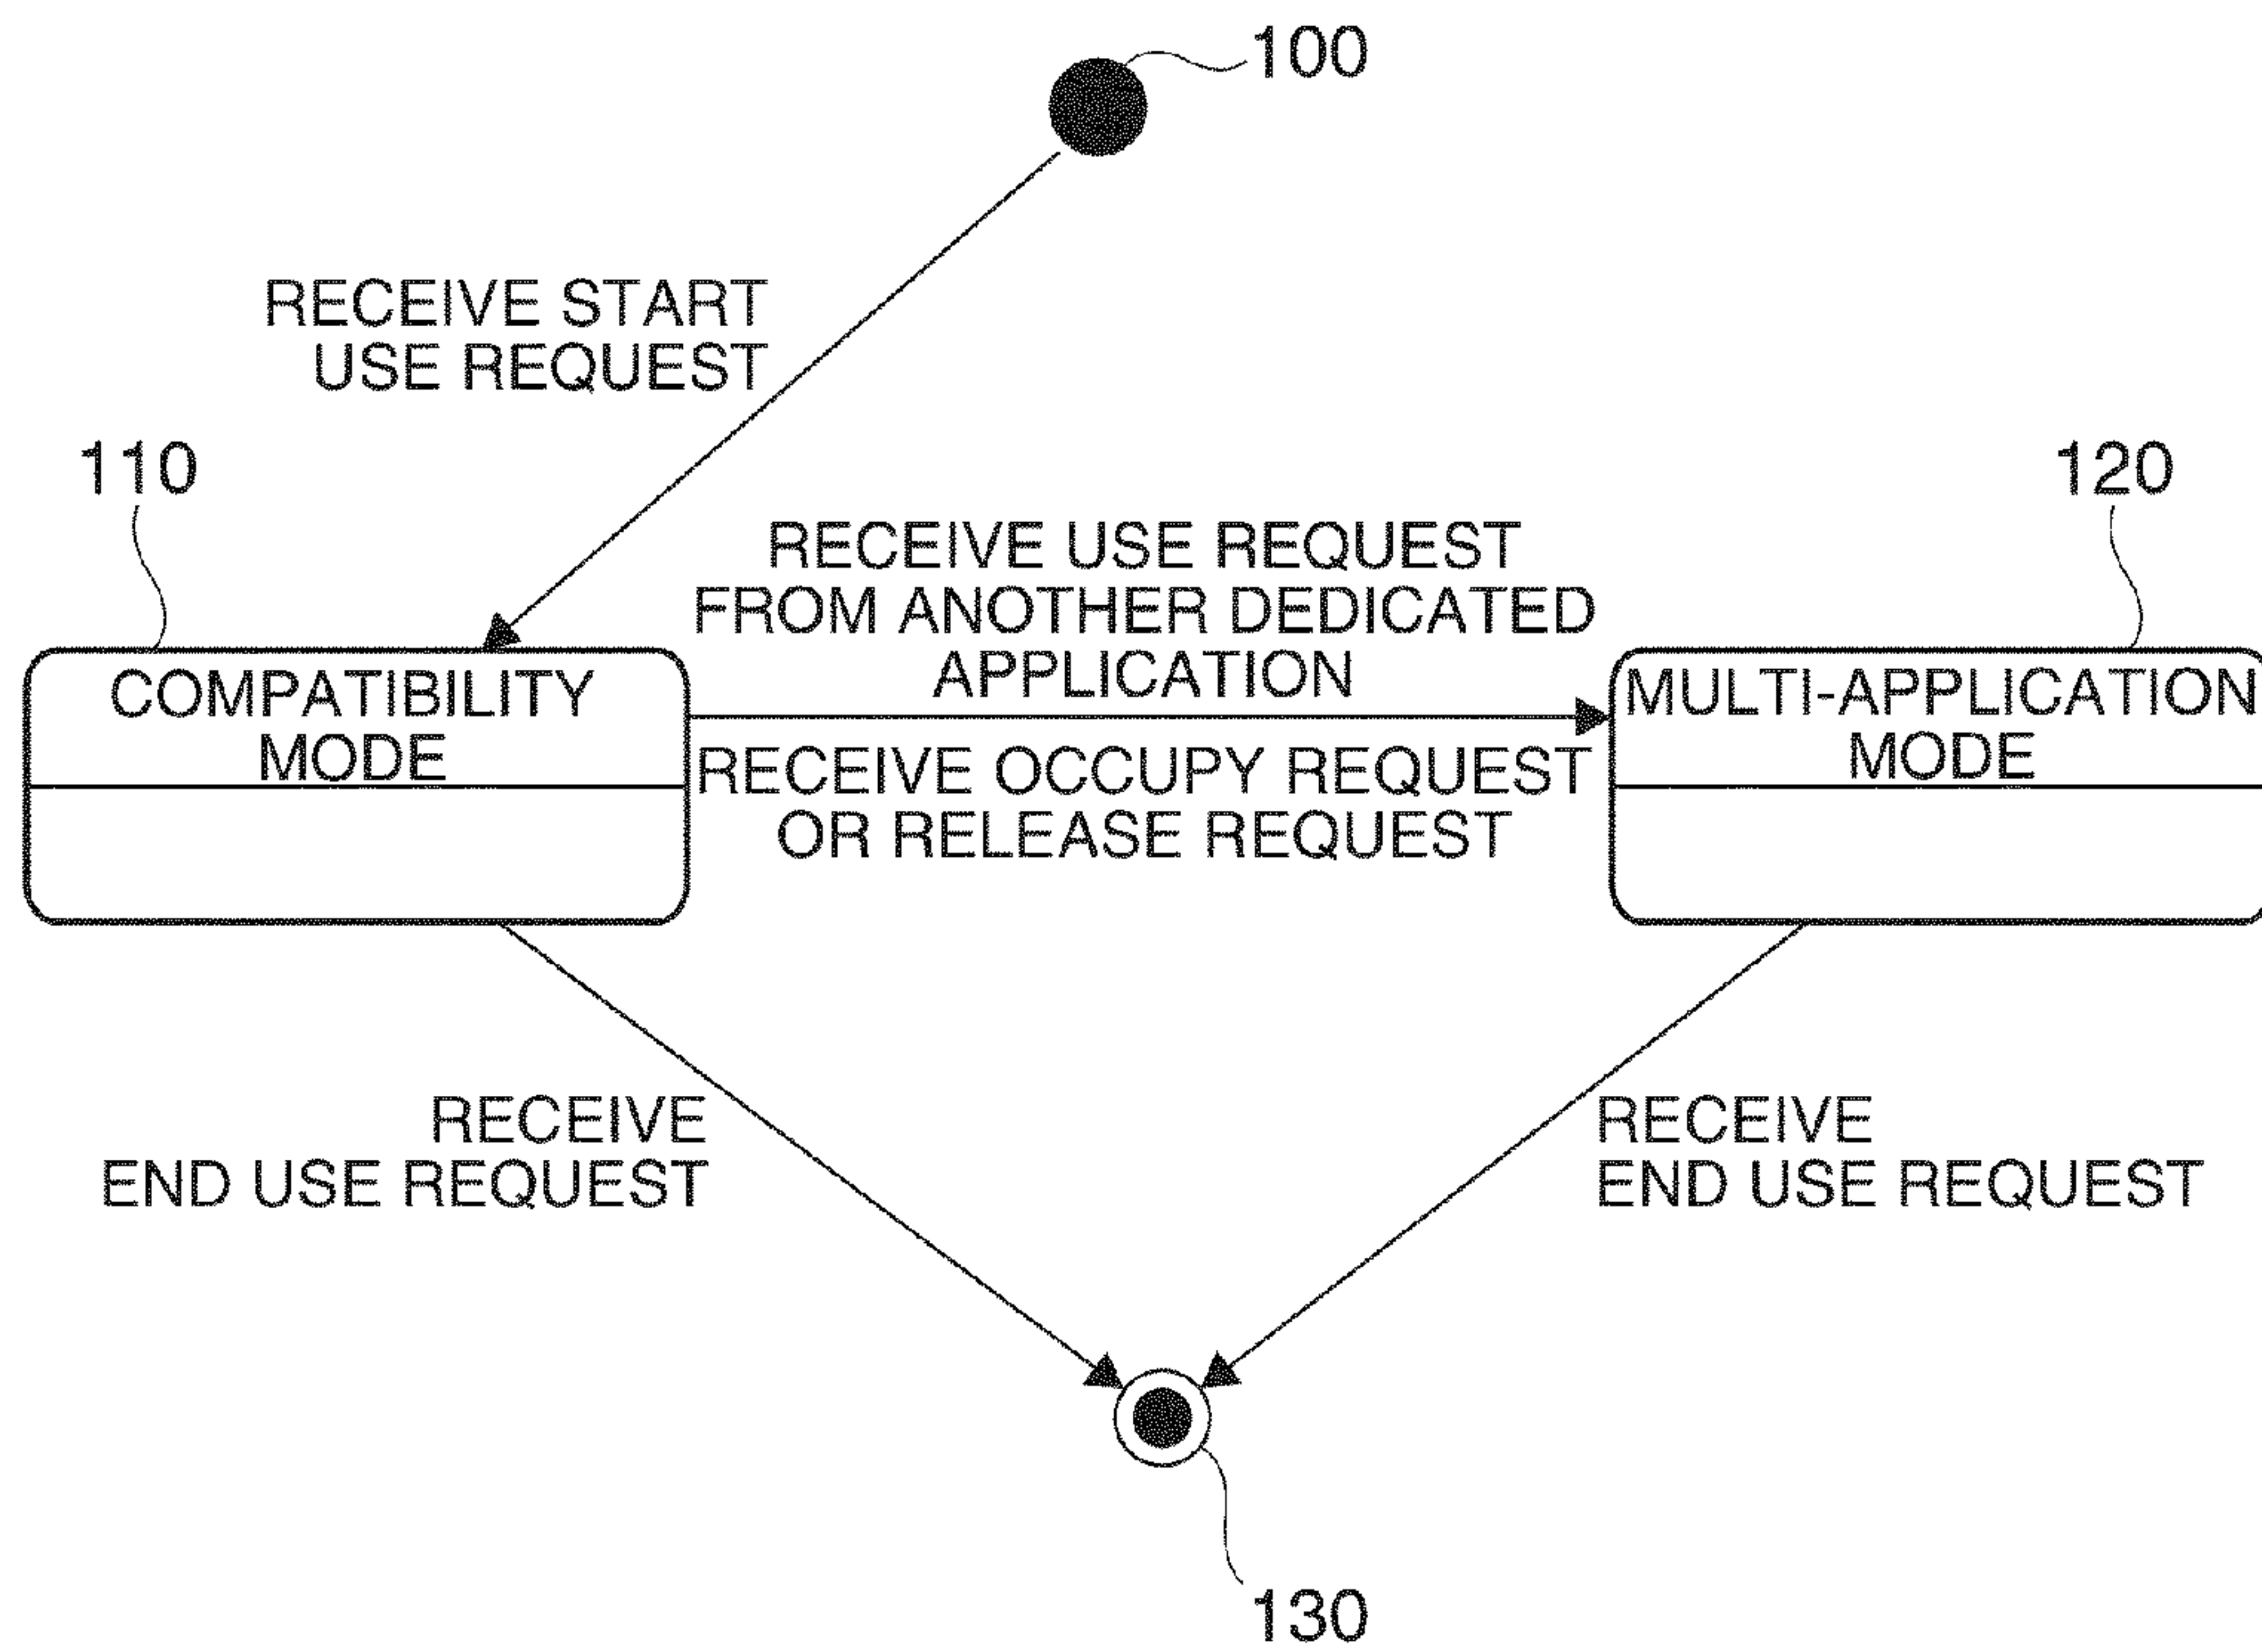 100
RECEIVE START
USE REQUEST
110
120
RECEIVE USE REQUEST
FROM ANOTHER DEDICATED
APPLICATION
COMPATIBILITY
MODE
MULTI-APPLICATION
MODE
RECEIVE OCCUPY REQUEST
OR RELEASE REQUEST
RECEIVE
END USE REQUEST
RECEIVE
END USE REQUEST
130